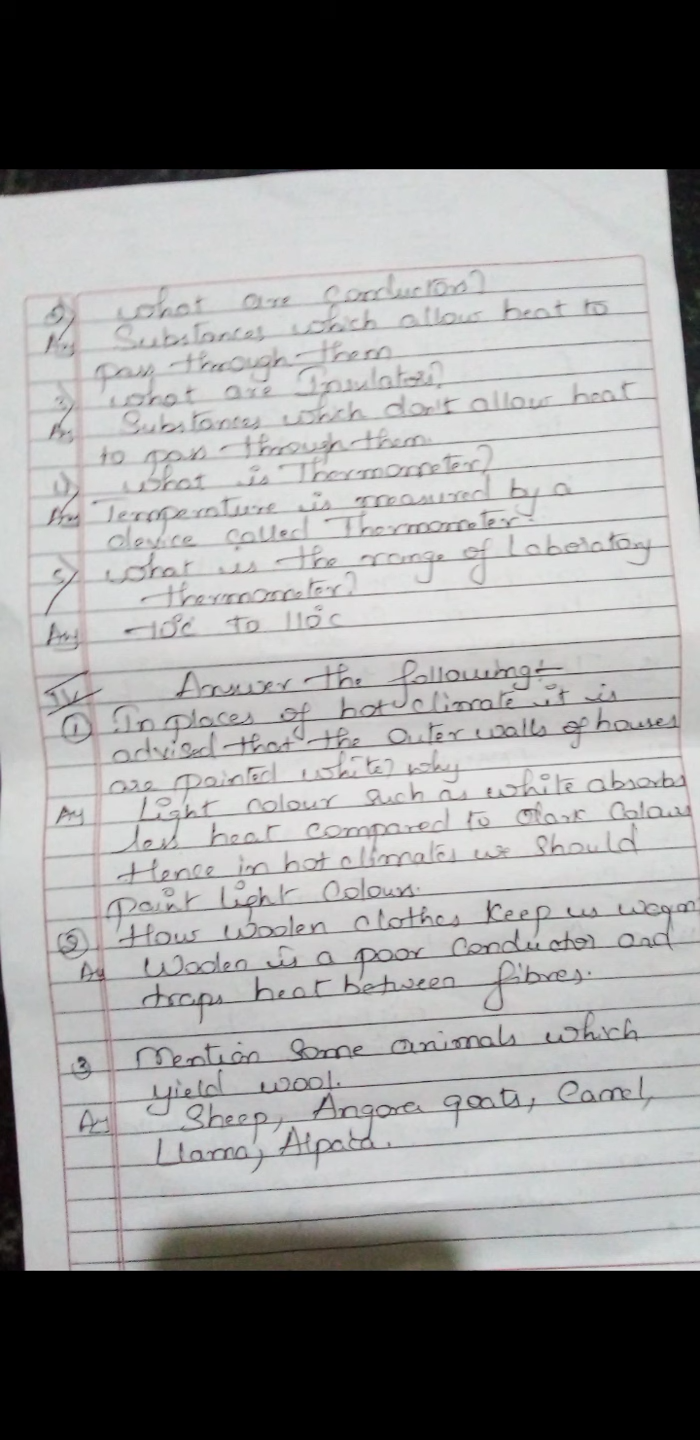 2) what are conductors?
Ans Substances which allow heat to
pass through them
3) what are Insulators?
Ans Substances which don't allow heat
to pass through them.
4) what is Thermometer?
Ans Temperature is measured by a
device called Thermometer.
5) what is the range of Laboratory
thermometer?
Ans -10°c to 110°c
IV Answer the following:-
① In places of hot climate it is
advised that the outer walls of houses
are painted white? why
Ans Light colour such as white absorbs
less heat compared to dark Colour
Hence in hot climates we should
paint light Colour.
② How woolen clothes keep us warm
Ans Woolen is a poor Conductor and
traps heat between fibres.
3 Mention Some animals which
yield wool.
Ans Sheep, Angora goats, Camel,
Llama, Alpaca.